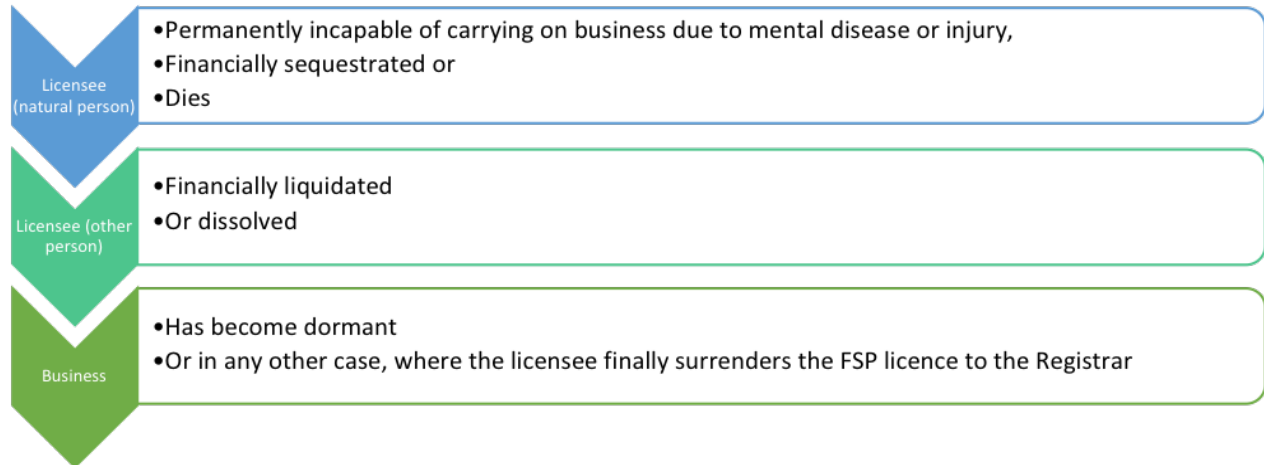 Licensee
(natural person)
•Permanently incapable of carrying on business due to mental disease or injury,
•Financially sequestrated or
•Dies
Licensee (other
person)
•Financially liquidated
•Or dissolved
Business
•Has become dormant
•Or in any other case, where the licensee finally surrenders the FSP licence to the Registrar